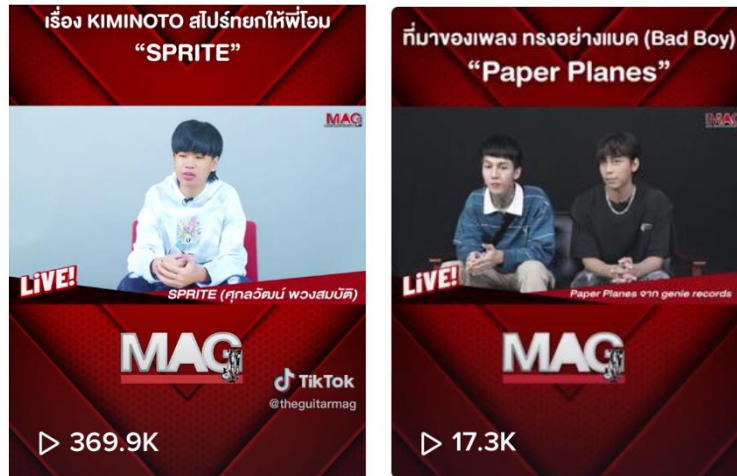 เรื่อง KIMINOTO สไปร์ทยกให้พี่โอม
“SPRITE”
MAG
LiVE!
SPRITE (ศุกลวัฒน์ พวงสมบัติ)
MAG
TikTok
@theguitarmag
369.9K
ที่มาของเพลง ทรงอย่างแบด (Bad Boy)
“Paper Planes”
MAG
LiVE!
Paper Planes จาก genie records
MAG
17.3K